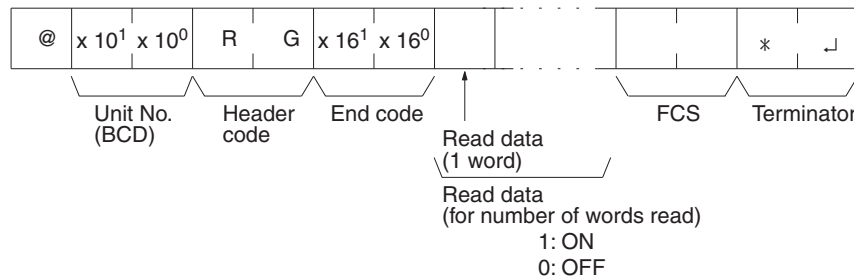 @ x 10¹ x 10⁰ R G x 16¹ x 16⁰ * ↵
Unit No. (BCD)
Header code
End code
FCS
Terminator
Read data
(1 word)
Read data
(for number of words read)
1: ON
0: OFF